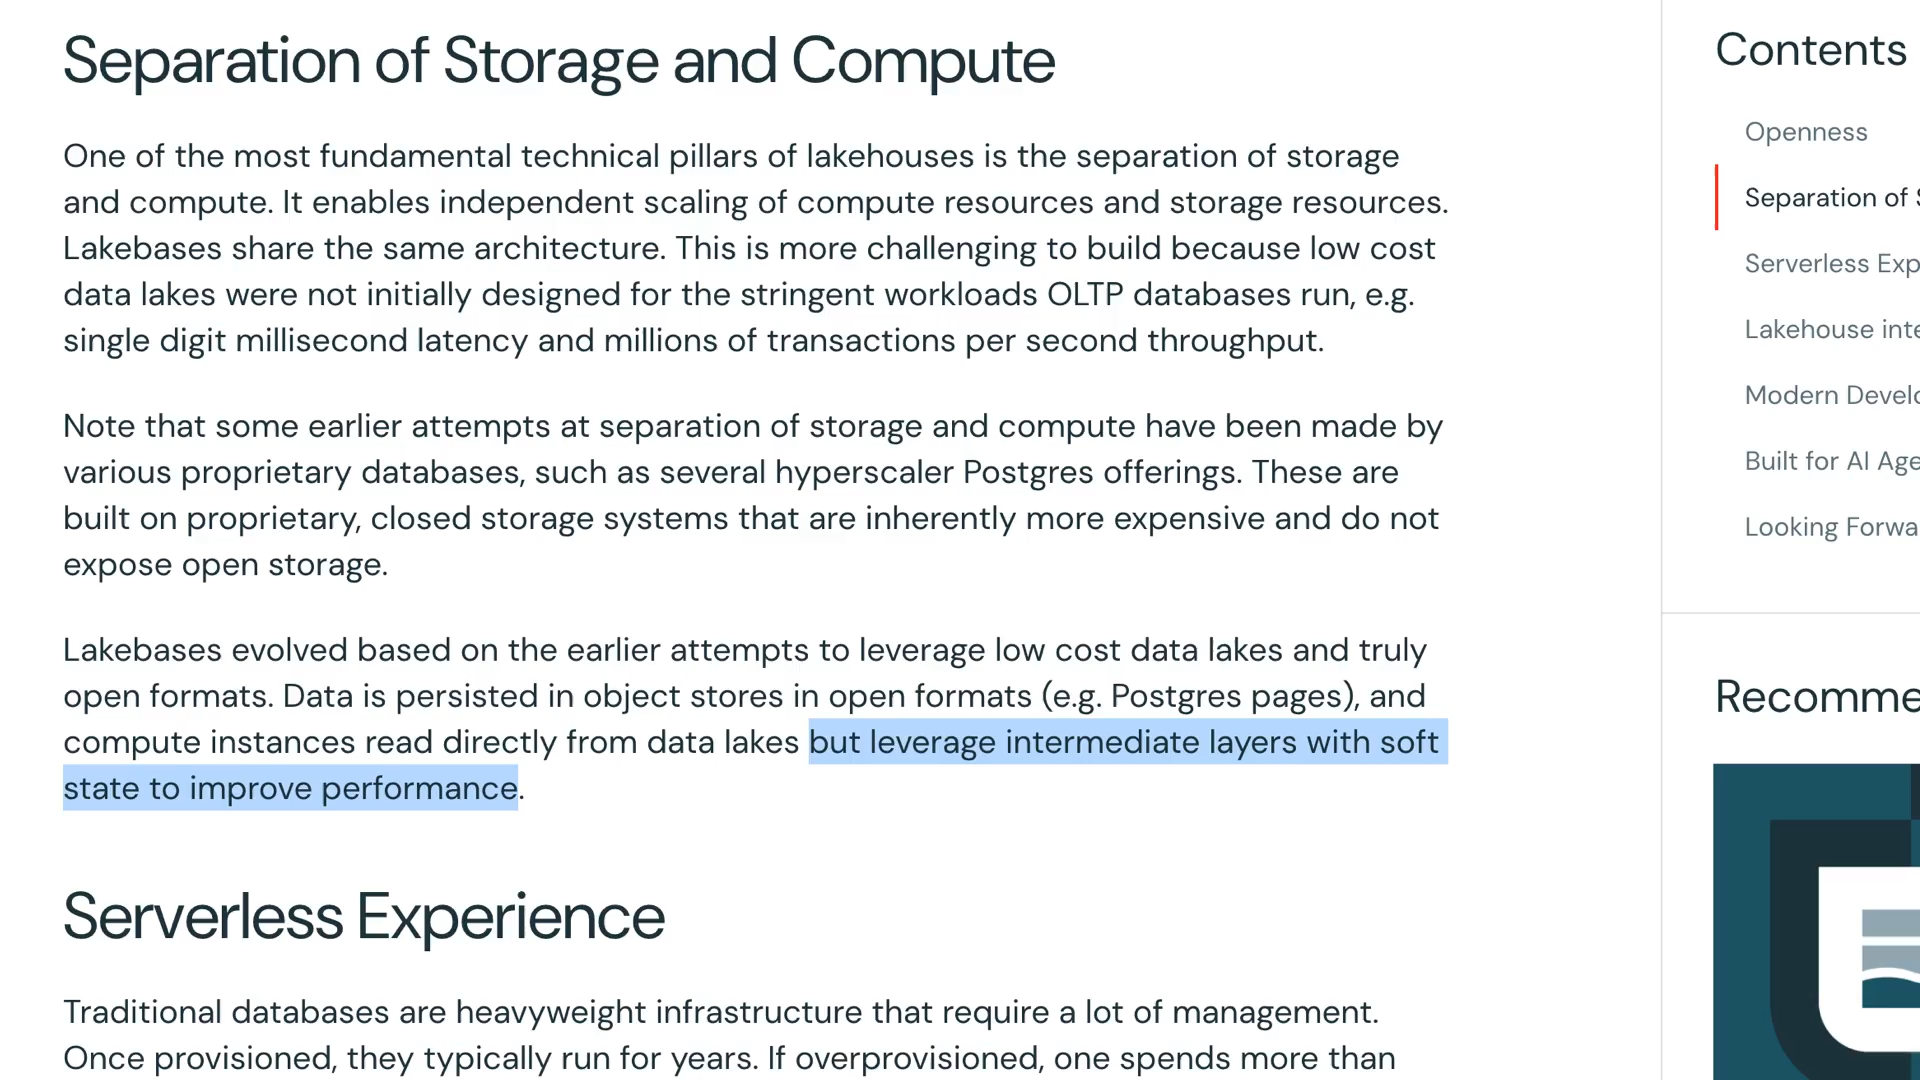 Separation of Storage and Compute
One of the most fundamental technical pillars of lakehouses is the separation of storage
and compute. It enables independent scaling of compute resources and storage resources.
Lakebases share the same architecture. This is more challenging to build because low cost
data lakes were not initially designed for the stringent workloads OLTP databases run, e.g.
single digit millisecond latency and millions of transactions per second throughput.
Note that some earlier attempts at separation of storage and compute have been made by
various proprietary databases, such as several hyperscaler Postgres offerings. These are
built on proprietary, closed storage systems that are inherently more expensive and do not
expose open storage.
Lakebases evolved based on the earlier attempts to leverage low cost data lakes and truly
open formats. Data is persisted in object stores in open formats (e.g. Postgres pages), and
compute instances read directly from data lakes but leverage intermediate layers with soft
state to improve performance.
Serverless Experience
Traditional databases are heavyweight infrastructure that require a lot of management.
Once provisioned, they typically run for years. If overprovisioned, one spends more than
Contents
Openness
Separation of
Serverless
Lakehouse
Modern
Built for AI
Looking